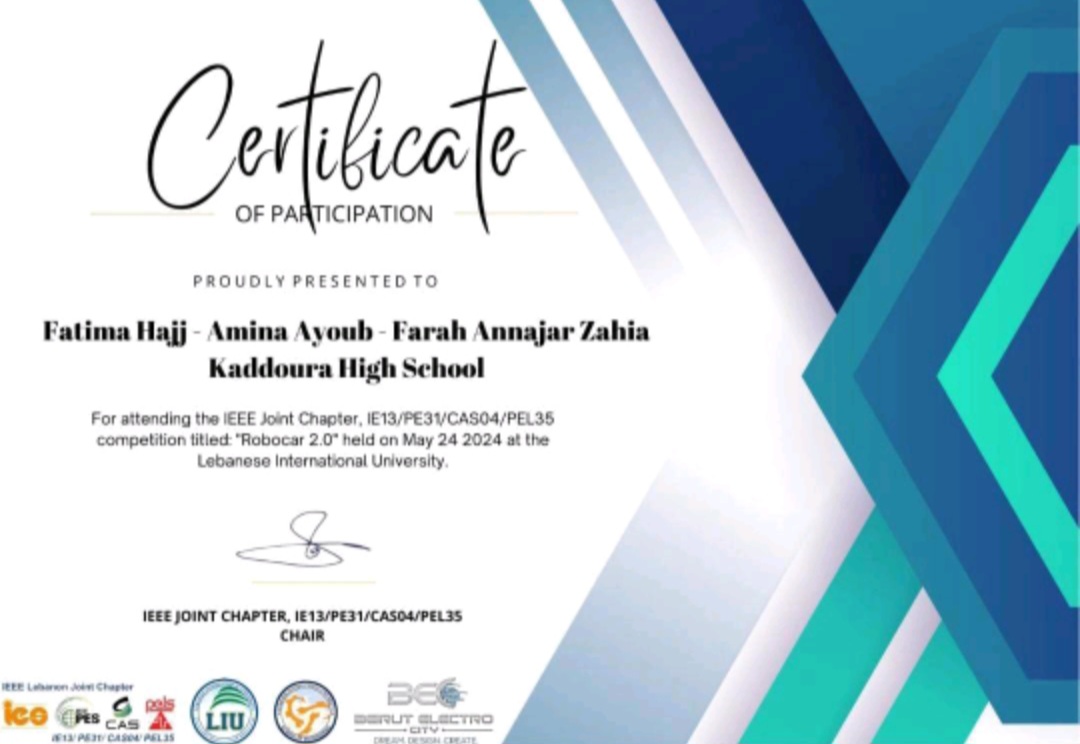 Certificate
OF PARTICIPATION
PROUDLY PRESENTED TO
Fatima Hajj - Amina Ayoub - Farah Annajar Zahia
Kaddoura High School
For attending the IEEE Joint Chapter, IE13/PE31/CAS04/PEL35
competition titled: "Robocar 2.0" held on May 24 2024 at the
Lebanese International University.
IEEE JOINT CHAPTER, IE13/PE31/CAS04/PEL35
CHAIR
IEEE Lebanon Joint Chapter
ies PES CAS pels
IE13/ PE31/ CAS04/ PEL35
LIU
BEC
BEIRUT ELECTRO
CITY
DREAM. DESIGN. CREATE.